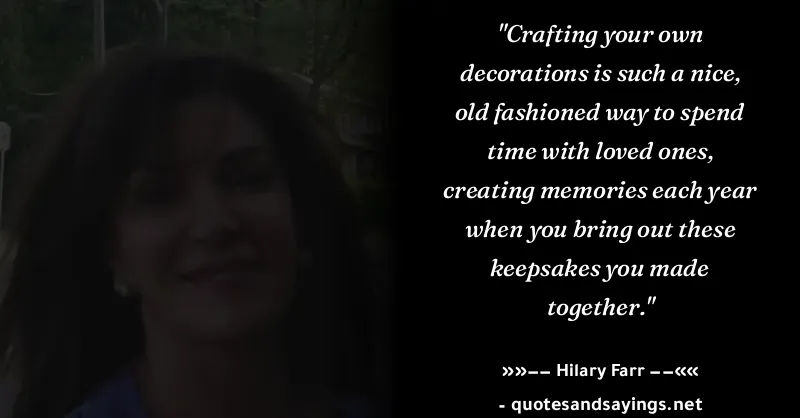 "Crafting your own
decorations is such a nice,
old fashioned way to spend
time with loved ones,
creating memories each year
when you bring out these
keepsakes you made
together."
»»–– Hilary Farr ––««
- quotesandsayings.net